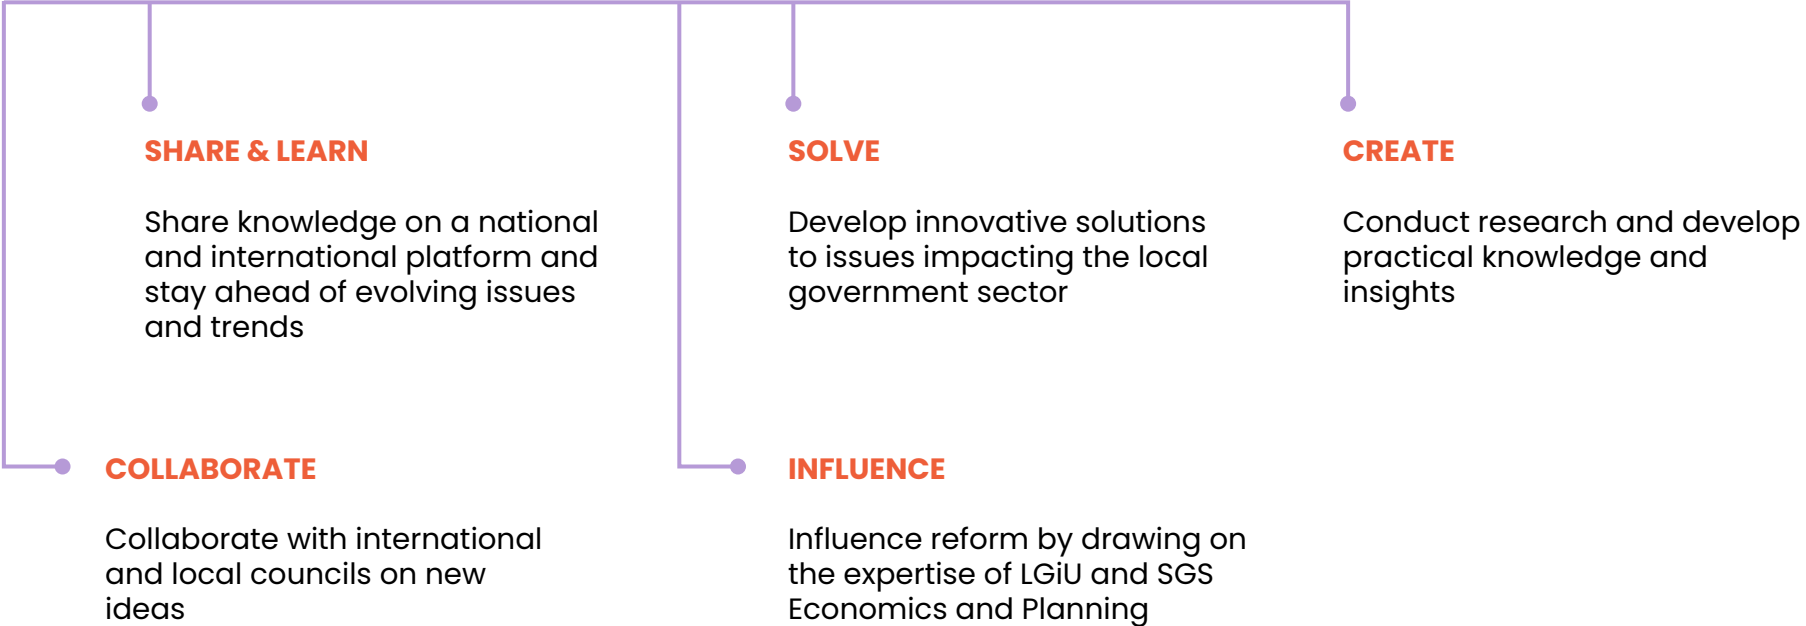 SHARE & LEARN
Share knowledge on a national
and international platform and
stay ahead of evolving issues
and trends
SOLVE
Develop innovative solutions
to issues impacting the local
government sector
CREATE
Conduct research and develop
practical knowledge and
insights
COLLABORATE
Collaborate with international
and local councils on new
ideas
INFLUENCE
Influence reform by drawing on
the expertise of LGiU and SGS
Economics and Planning